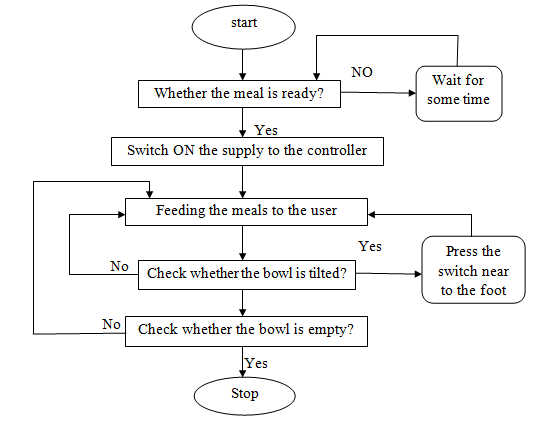 start
NO
Whether the meal is ready?
Wait for
some time
Yes
Switch ON the supply to the controller
Feeding the meals to the user
Yes
Press the
switch near
to the foot
No
Check whether the bowl is tilted?
No
Check whether the bowl is empty?
Yes
Stop